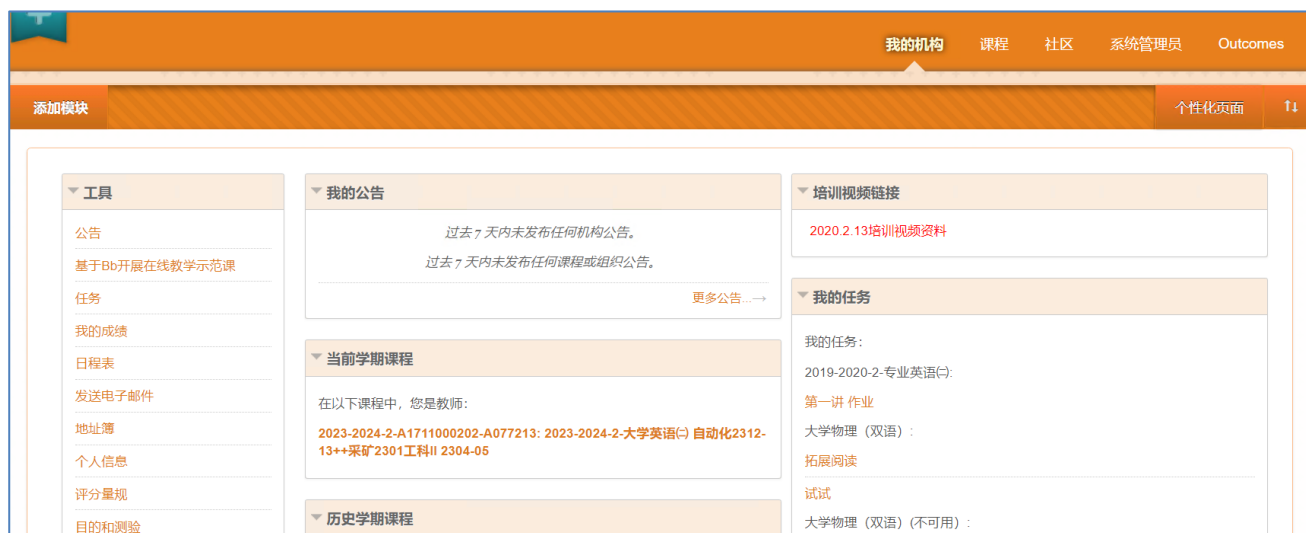 我的机构 课程 社区 系统管理员 Outcomes
添加模块 个性化页面
工具
公告
基于Bb开展在线教学示范课
任务
我的成绩
日程表
发送电子邮件
地址簿
个人信息
评分量规
目的和测验
我的公告
过去 7 天内未发布任何机构公告。
过去 7 天内未发布任何课程或组织公告。
更多公告...→
当前学期课程
在以下课程中，您是教师：
2023-2024-2-A1711000202-A077213: 2023-2024-2-大学英语㈡ 自动化2312-
13++采矿2301工科II 2304-05
历史学期课程
培训视频链接
2020.2.13培训视频资料
我的任务
我的任务：
2019-2020-2-专业英语㈡:
第一讲 作业
大学物理（双语）:
拓展阅读
试试
大学物理（双语）(不可用）: